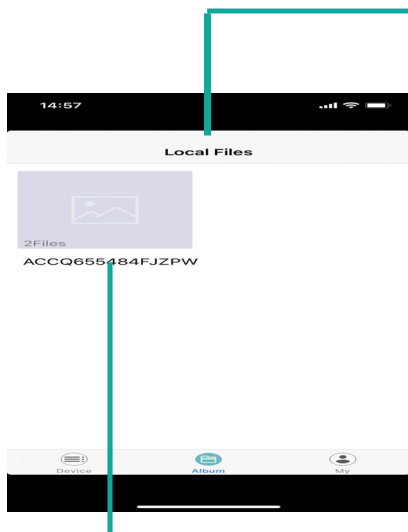 14:57
Local Files
2Files
ACCQ655484FJZPW
Device
Album
My